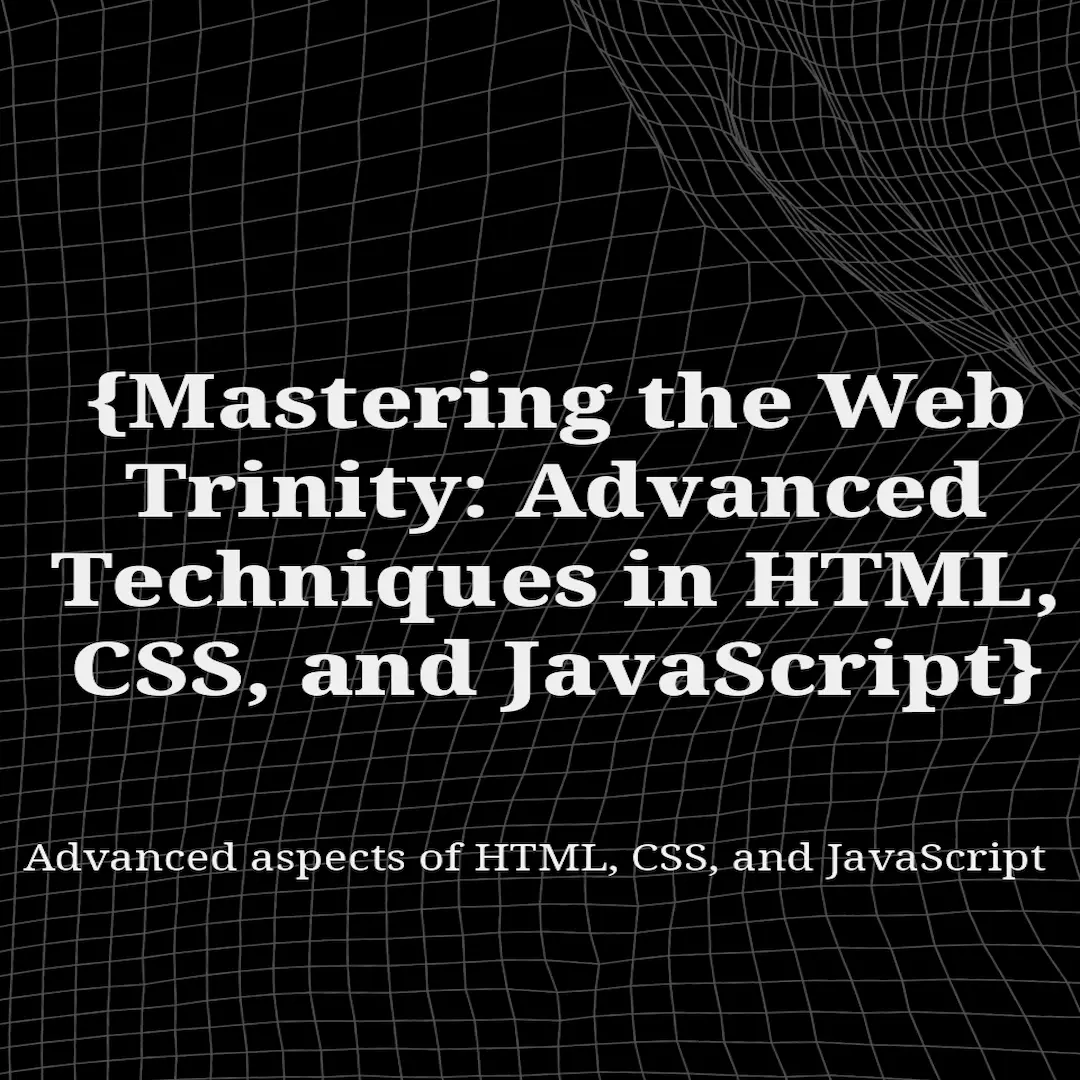 {Mastering the Web
Trinity: Advanced
Techniques in HTML,
CSS, and JavaScript}
Advanced aspects of HTML, CSS, and JavaScript